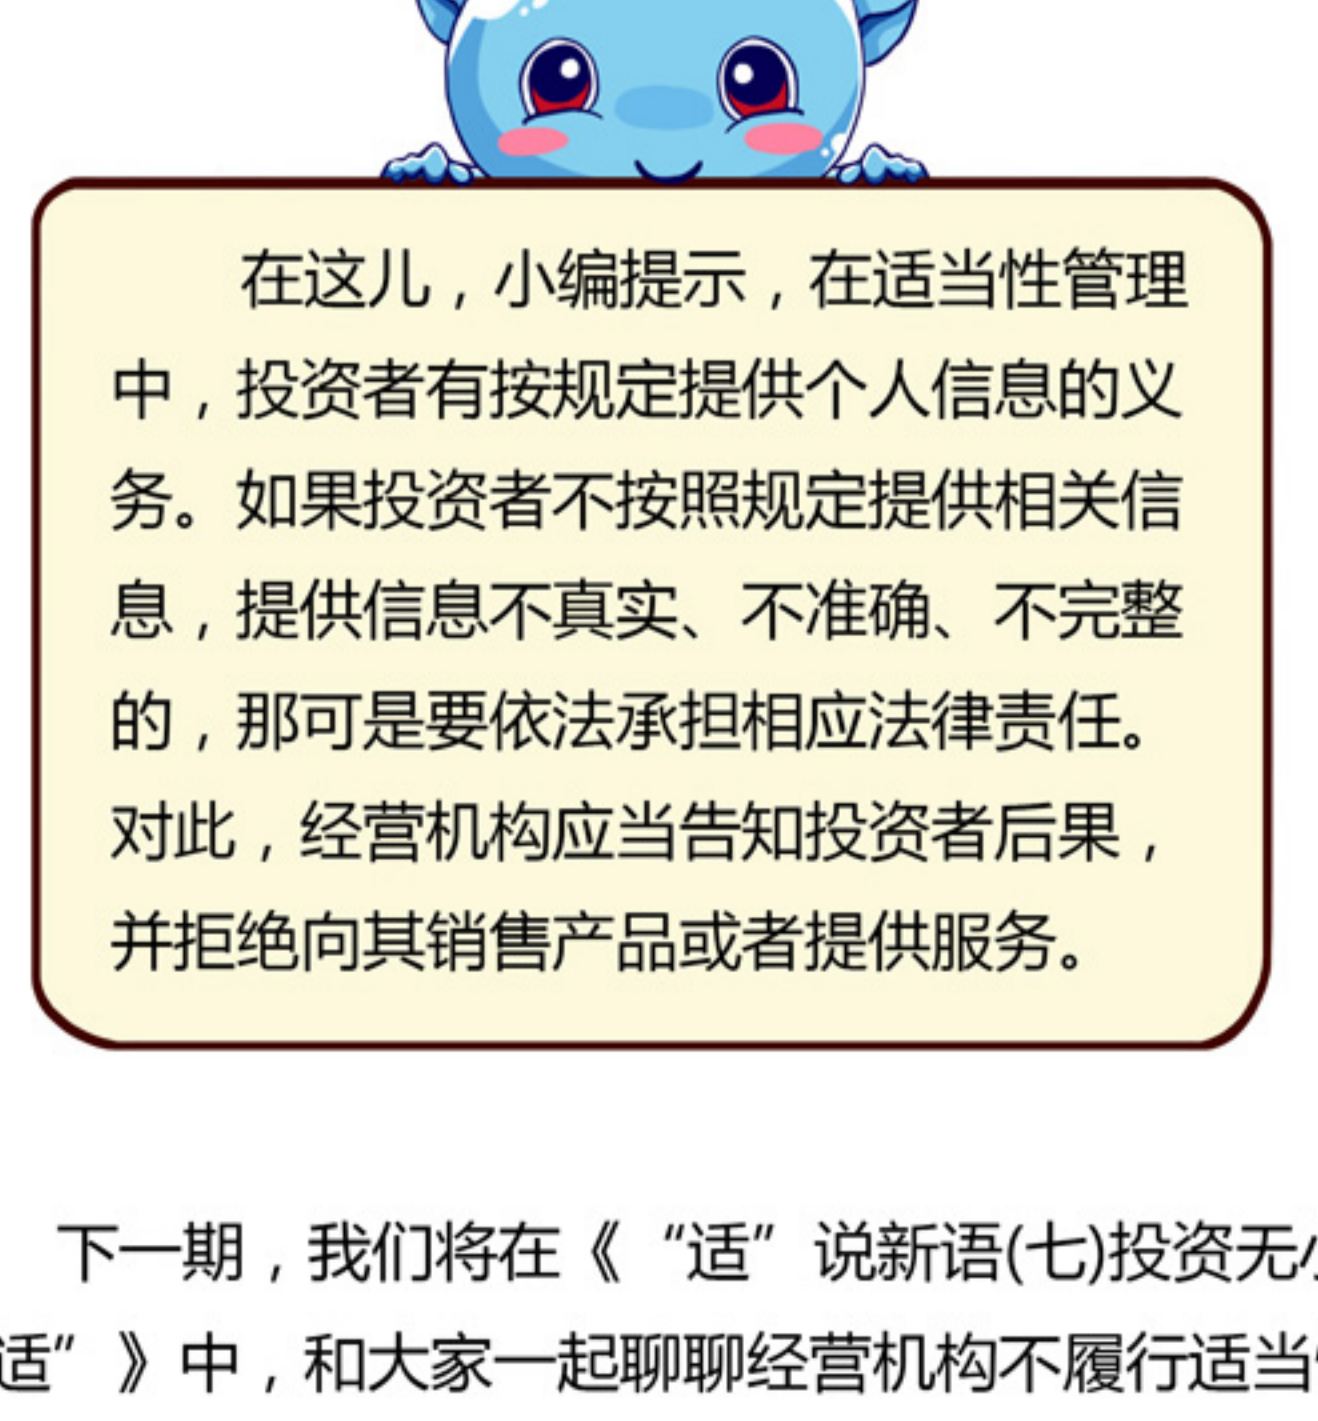 在这儿，小编提示，在适当性管理
中，投资者有按规定提供个人信息的义
务。如果投资者不按照规定提供相关信
息，提供信息不真实、不准确、不完整
的，那可是要依法承担相应法律责任。
对此，经营机构应当告知投资者后果，
并拒绝向其销售产品或者提供服务。
下一期，我们将在《“适”说新语(七)投资无
适”》中，和大家一起聊聊经营机构不履行适当